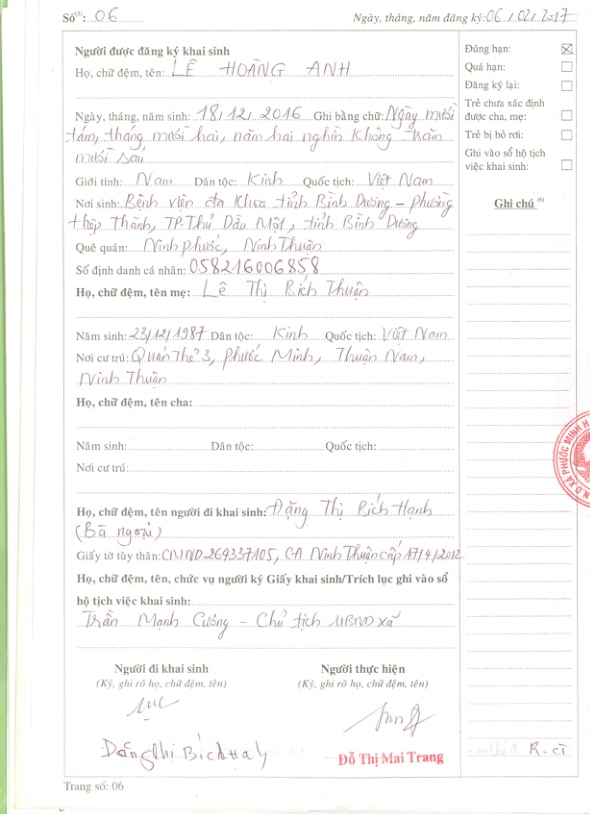 Số⁽⁵⁾: 06 Ngày, tháng, năm đăng ký: 06/02/2017
Người được đăng ký khai sinh
Họ, chữ đệm, tên: LÊ HOÀNG ANH
Ngày, tháng, năm sinh: 18/12/2016 Ghi bằng chữ: Ngày mười
tám, tháng mười hai, năm hai nghìn không trăm
mười sáu
Giới tính: Nam Dân tộc: Kinh Quốc tịch: Việt Nam
Nơi sinh: Bệnh viện đa khoa tỉnh Bình Dương – Phường
Hiệp Thành, TP. Thủ Dầu Một, tỉnh Bình Dương
Quê quán: Ninh phước, Ninh Thuận
Số định danh cá nhân: 058216006858
Họ, chữ đệm, tên mẹ: Lê Thị Bích Thuận
Năm sinh: 23/12/1987 Dân tộc: Kinh Quốc tịch: Việt Nam
Nơi cư trú: Quán Thẻ 3, Phước Minh, Thuận Nam,
Ninh Thuận
Họ, chữ đệm, tên cha:
Năm sinh: Dân tộc: Quốc tịch:
Nơi cư trú:
Họ, chữ đệm, tên người đi khai sinh: Đặng Thị Bích Hạnh
(Bà ngoại)
Giấy tờ tùy thân: CMND 264337105, CA Ninh Thuận cấp 17/4/2012
Họ, chữ đệm, tên, chức vụ người ký Giấy khai sinh/Trích lục ghi vào sổ
hộ tịch việc khai sinh:
Trần Mạnh Cường – Chủ tịch UBND xã
Người đi khai sinh Người thực hiện
(Ký, ghi rõ họ, chữ đệm, tên) (Ký, ghi rõ họ, chữ đệm, tên)
Đỗ Thị Mai Trang
Trang số: 06
Đúng hạn: ☒
Quá hạn: ☐
Đăng ký lại: ☐
Trẻ chưa xác định
được cha, mẹ: ☐
Trẻ bị bỏ rơi: ☐
Ghi vào sổ hộ tịch
việc khai sinh: ☐
Ghi chú ⁽⁶⁾
XÃ PHƯỚC MINH
R-CT